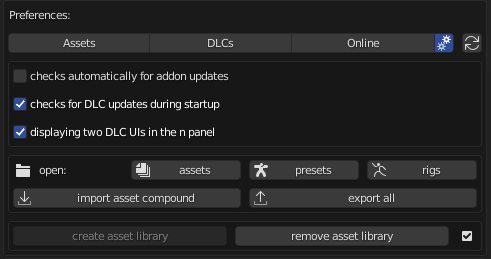 Preferences:
Assets DLCs Online
checks automatically for addon updates
checks for DLC updates during startup
displaying two DLC UIs in the n panel
open: assets presets rigs
import asset compound export all
create asset library remove asset library